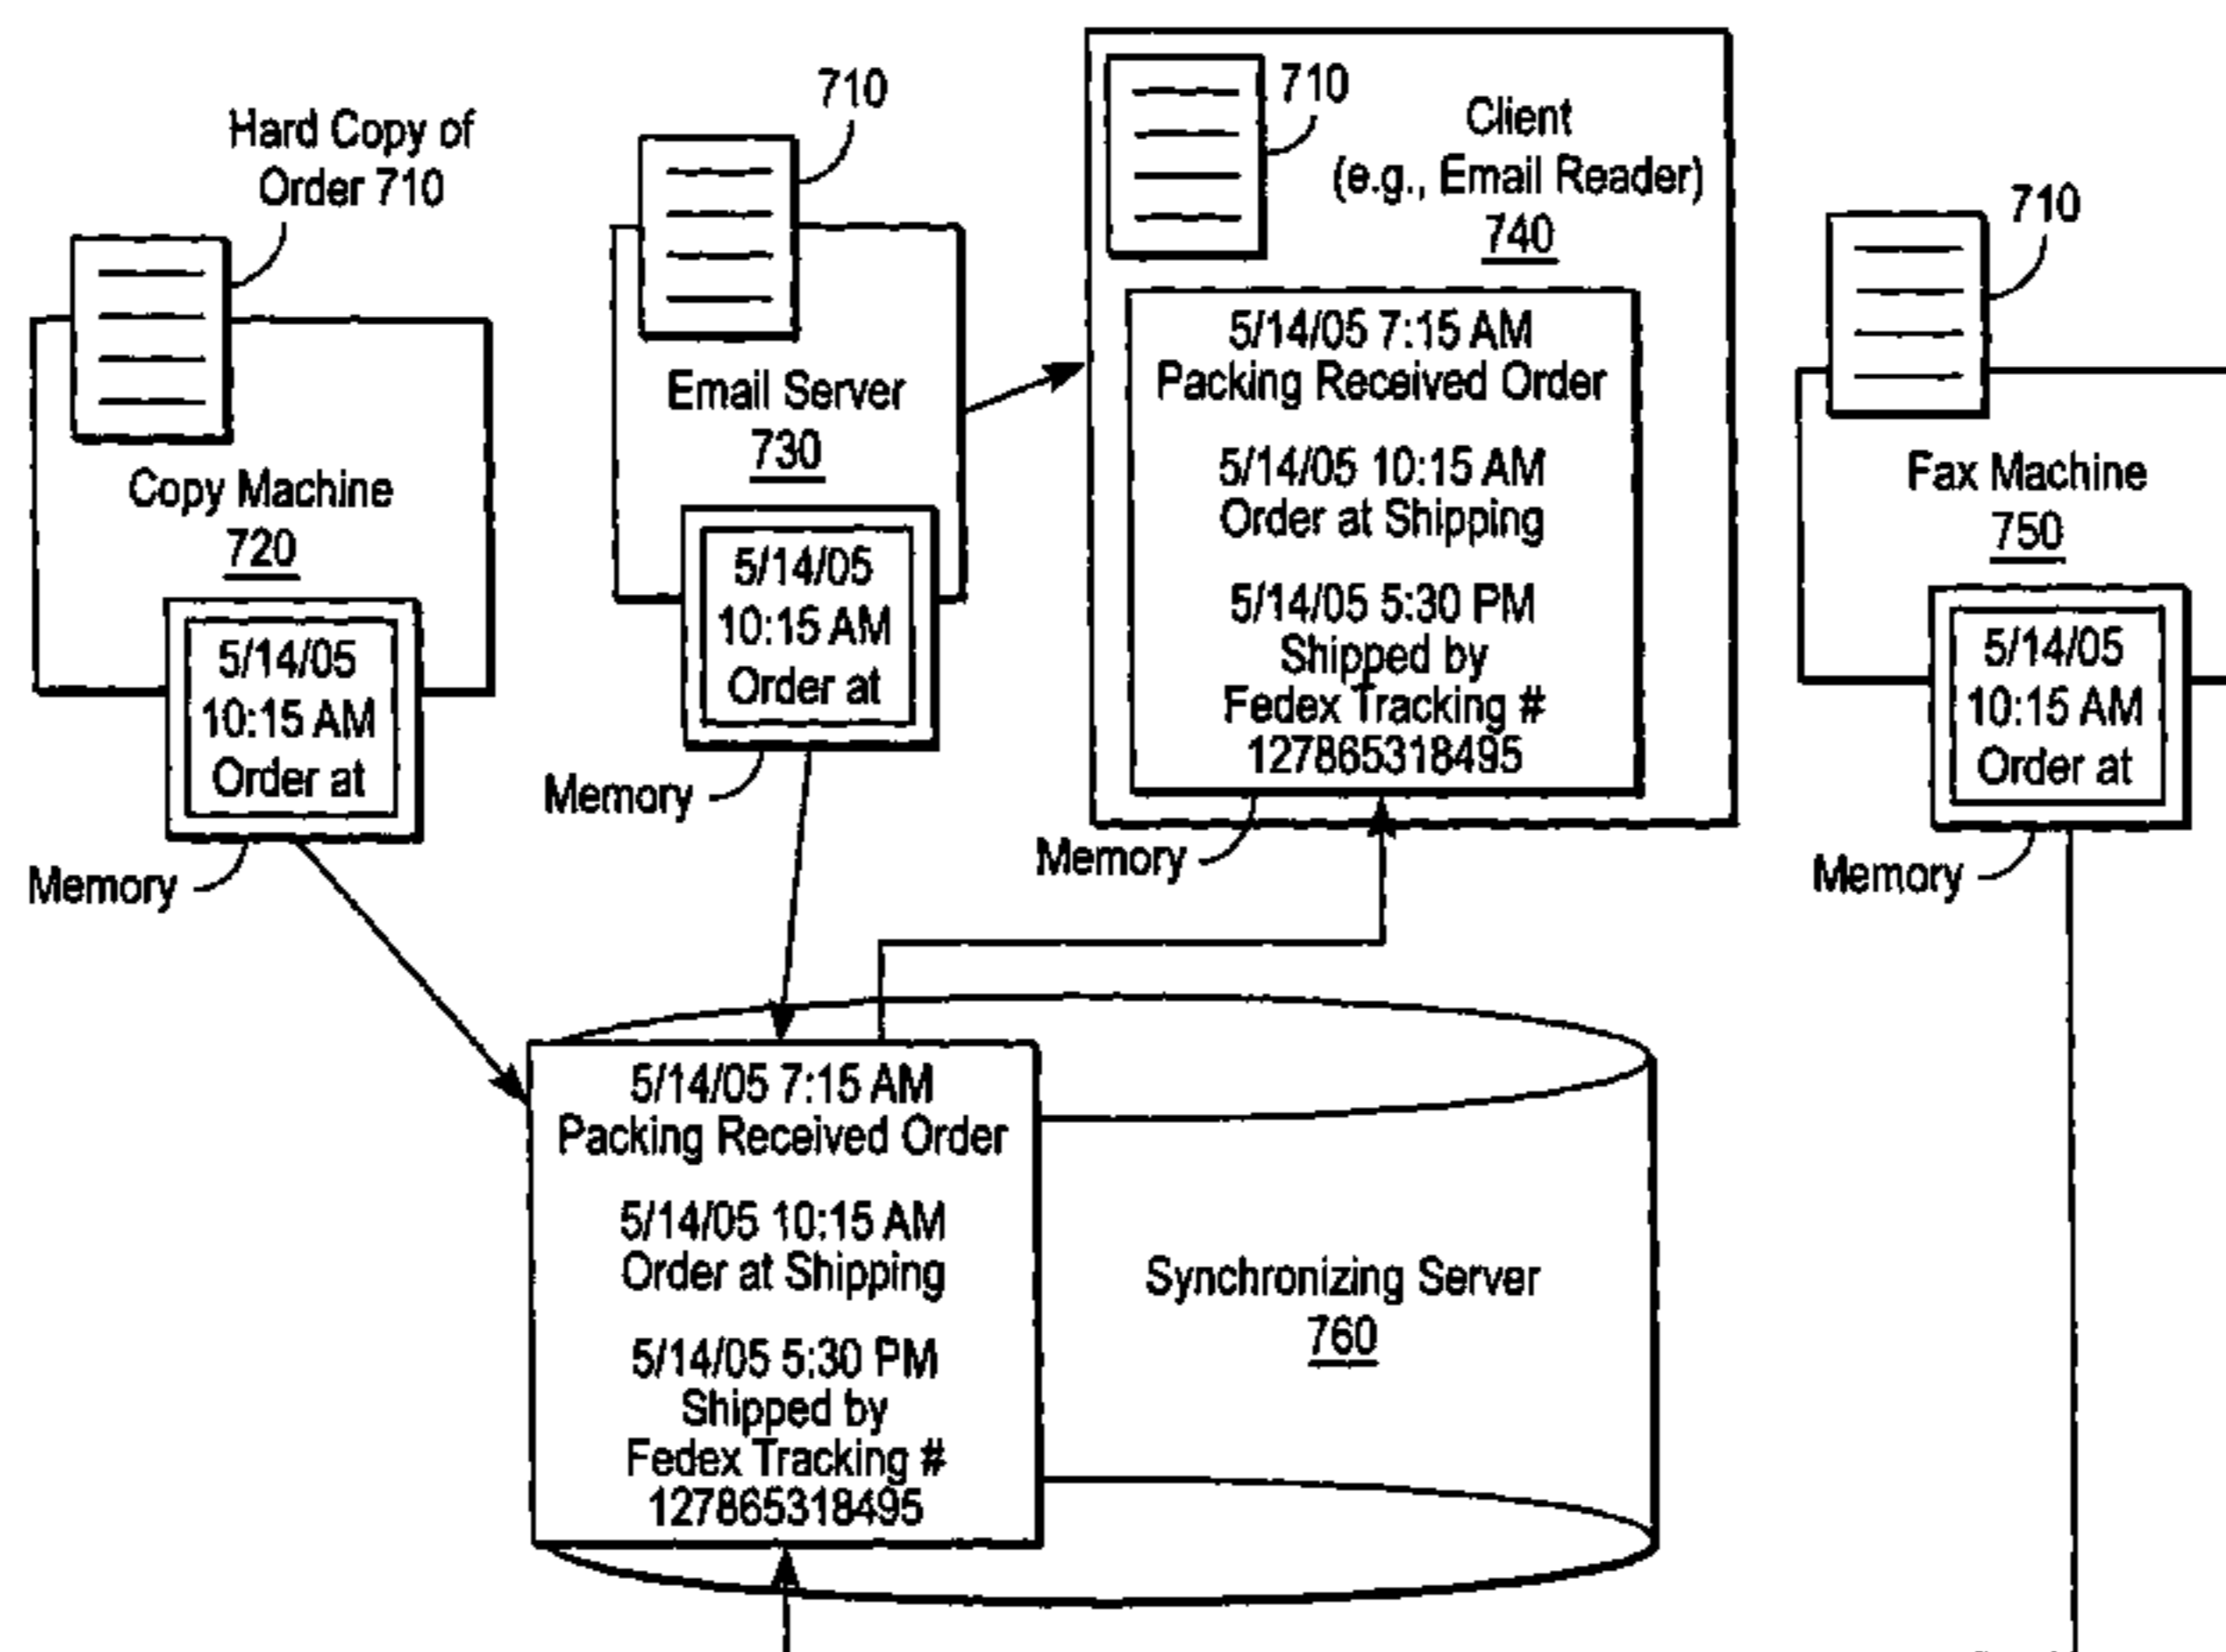 Hard Copy of
Order 710
Copy Machine
720
5/14/05
10:15 AM
Order at
Memory
710
Email Server
730
5/14/05
10:15 AM
Order at
Memory
710
Client
(e.g., Email Reader)
740
5/14/05 7:15 AM
Packing Received Order
5/14/05 10:15 AM
Order at Shipping
5/14/05 5:30 PM
Shipped by
Fedex Tracking #
127865318495
Memory
710
Fax Machine
750
5/14/05
10:15 AM
Order at
Memory
5/14/05 7:15 AM
Packing Received Order
5/14/05 10:15 AM
Order at Shipping
5/14/05 5:30 PM
Shipped by
Fedex Tracking #
127865318495
Synchronizing Server
760